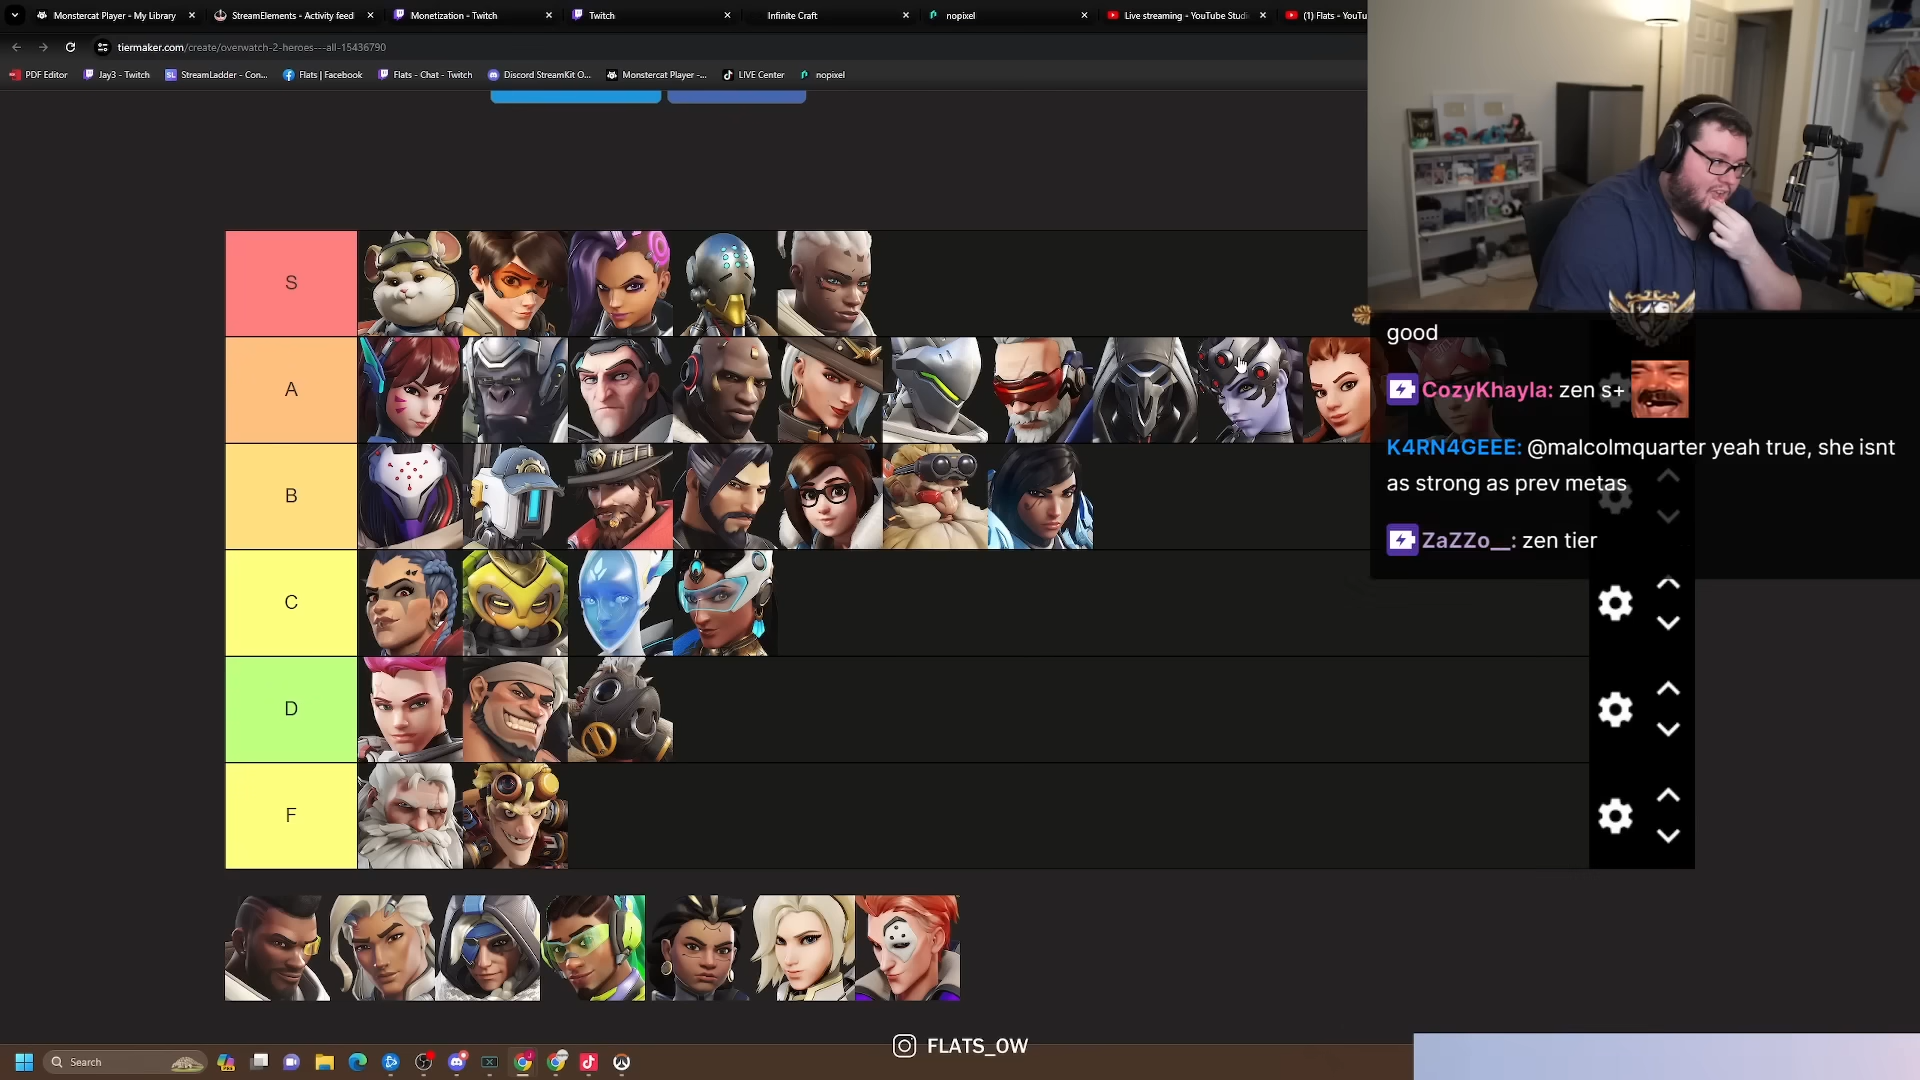 Monstercat Player - My Library
StreamElements - Activity feed
Monetization - Twitch
Twitch
Infinite Craft
nopixel
Live streaming - YouTube Studi
(1) Flats - YouTu
tiermaker.com/create/overwatch-2-heroes---all-15436790
PDF Editor
Jay3 - Twitch
StreamLadder - Con...
Flats | Facebook
Flats - Chat - Twitch
Discord StreamKit O...
Monstercat Player -...
LIVE Center
nopixel
S
A
B
C
D
F
good
CozyKhayla: zen s+
K4RN4GEEE: @malcolmquarter yeah true, she isnt
as strong as prev metas
ZaZZo__: zen tier
FLATS_OW
Search